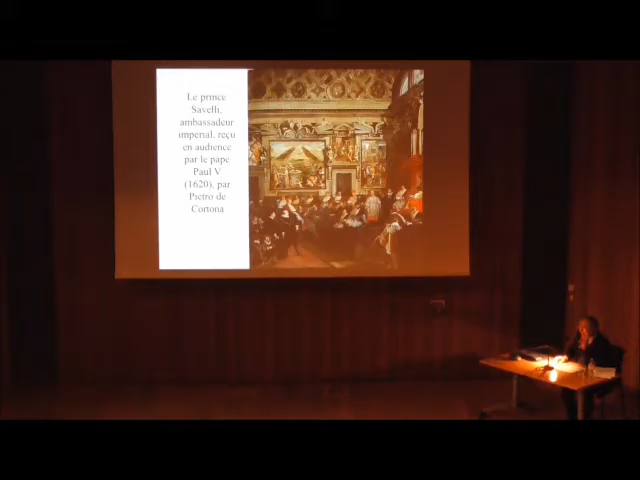 Le prince
Savelli,
ambassadeur
impérial, reçu
en audience
par le pape
Paul V
(1620), par
Pietro de
Cortona